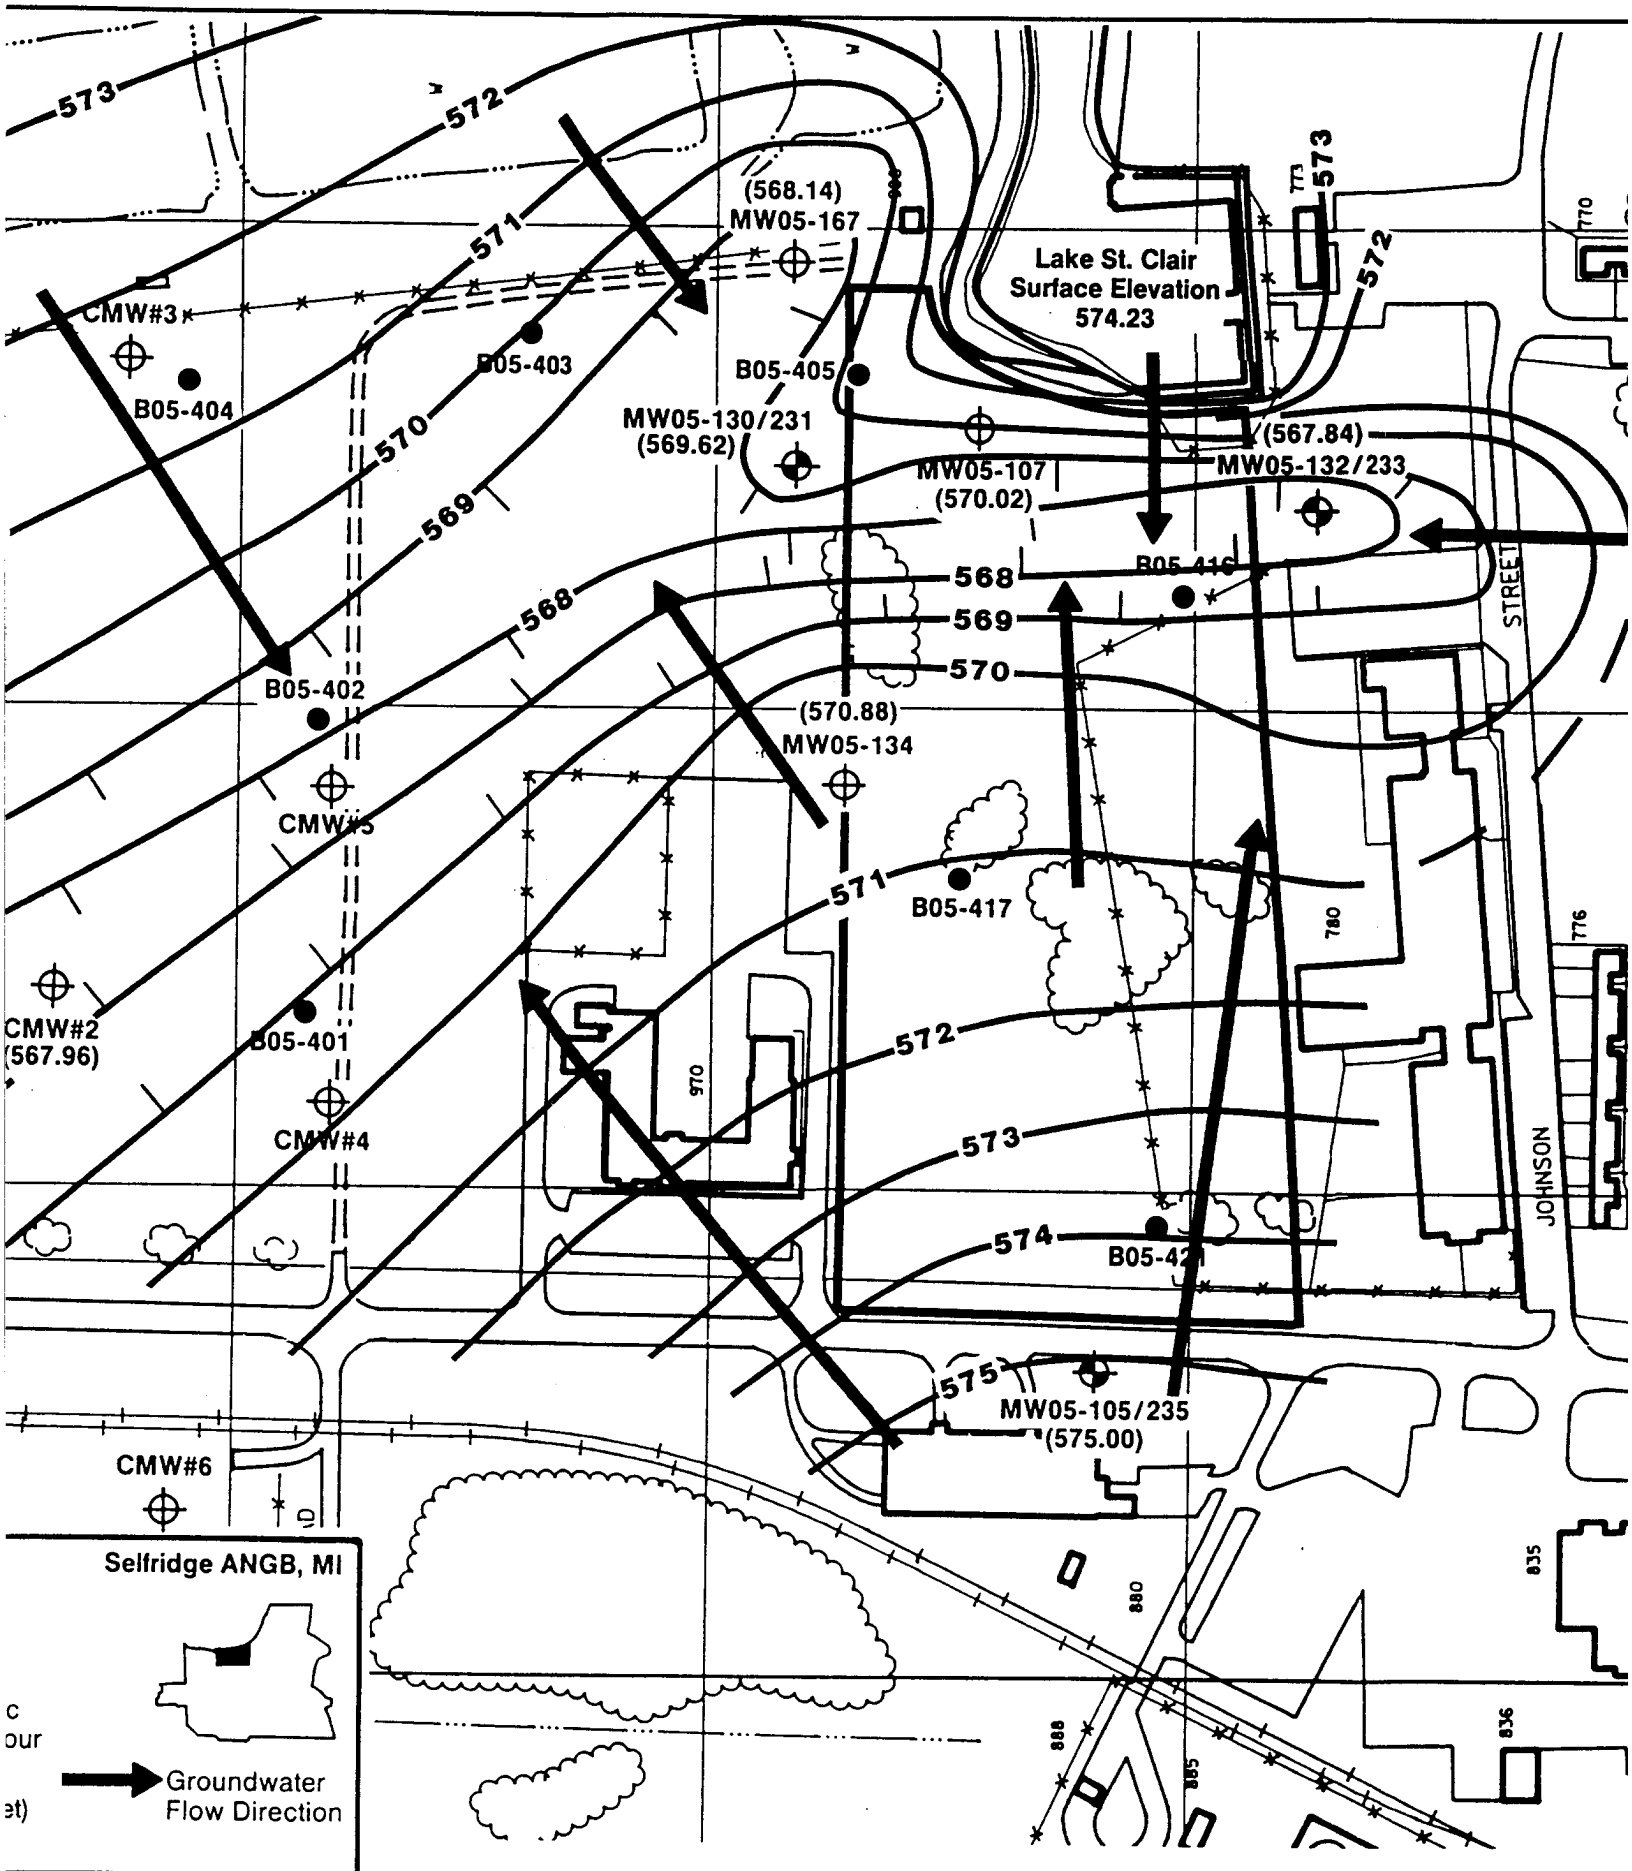 573
572
571
570
569
568
(568.14)
MW05-167
773
573
572
770
Lake St. Clair
Surface Elevation
574.23
CMW#3
B05-404
B05-403
B05-405
MW05-130/231
(569.62)
MW05-107
(570.02)
(567.84)
MW05-132/233
B05-416
568
569
570
STREET
B05-402
(570.88)
MW05-134
CMW#5
571
B05-417
780
776
CMW#2
(567.96)
B05-401
CMW#4
970
572
573
574
B05-421
JOHNSON
575
MW05-105/235
(575.00)
CMW#6
Selfridge ANGB, MI
Groundwater
Flow Direction
880
835
888
885
836